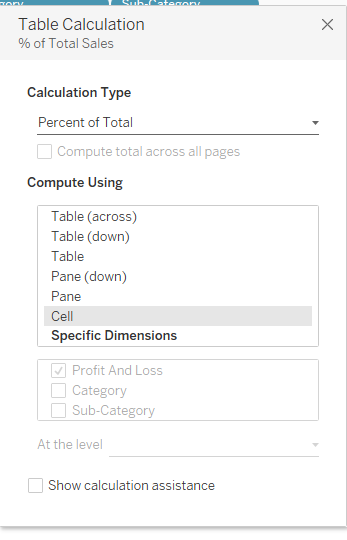 Sub-Category
Table Calculation
% of Total Sales
Calculation Type
Percent of Total
Compute total across all pages
Compute Using
Table (across)
Table (down)
Table
Pane (down)
Pane
Cell
Specific Dimensions
Profit And Loss
Category
Sub-Category
At the level
Show calculation assistance